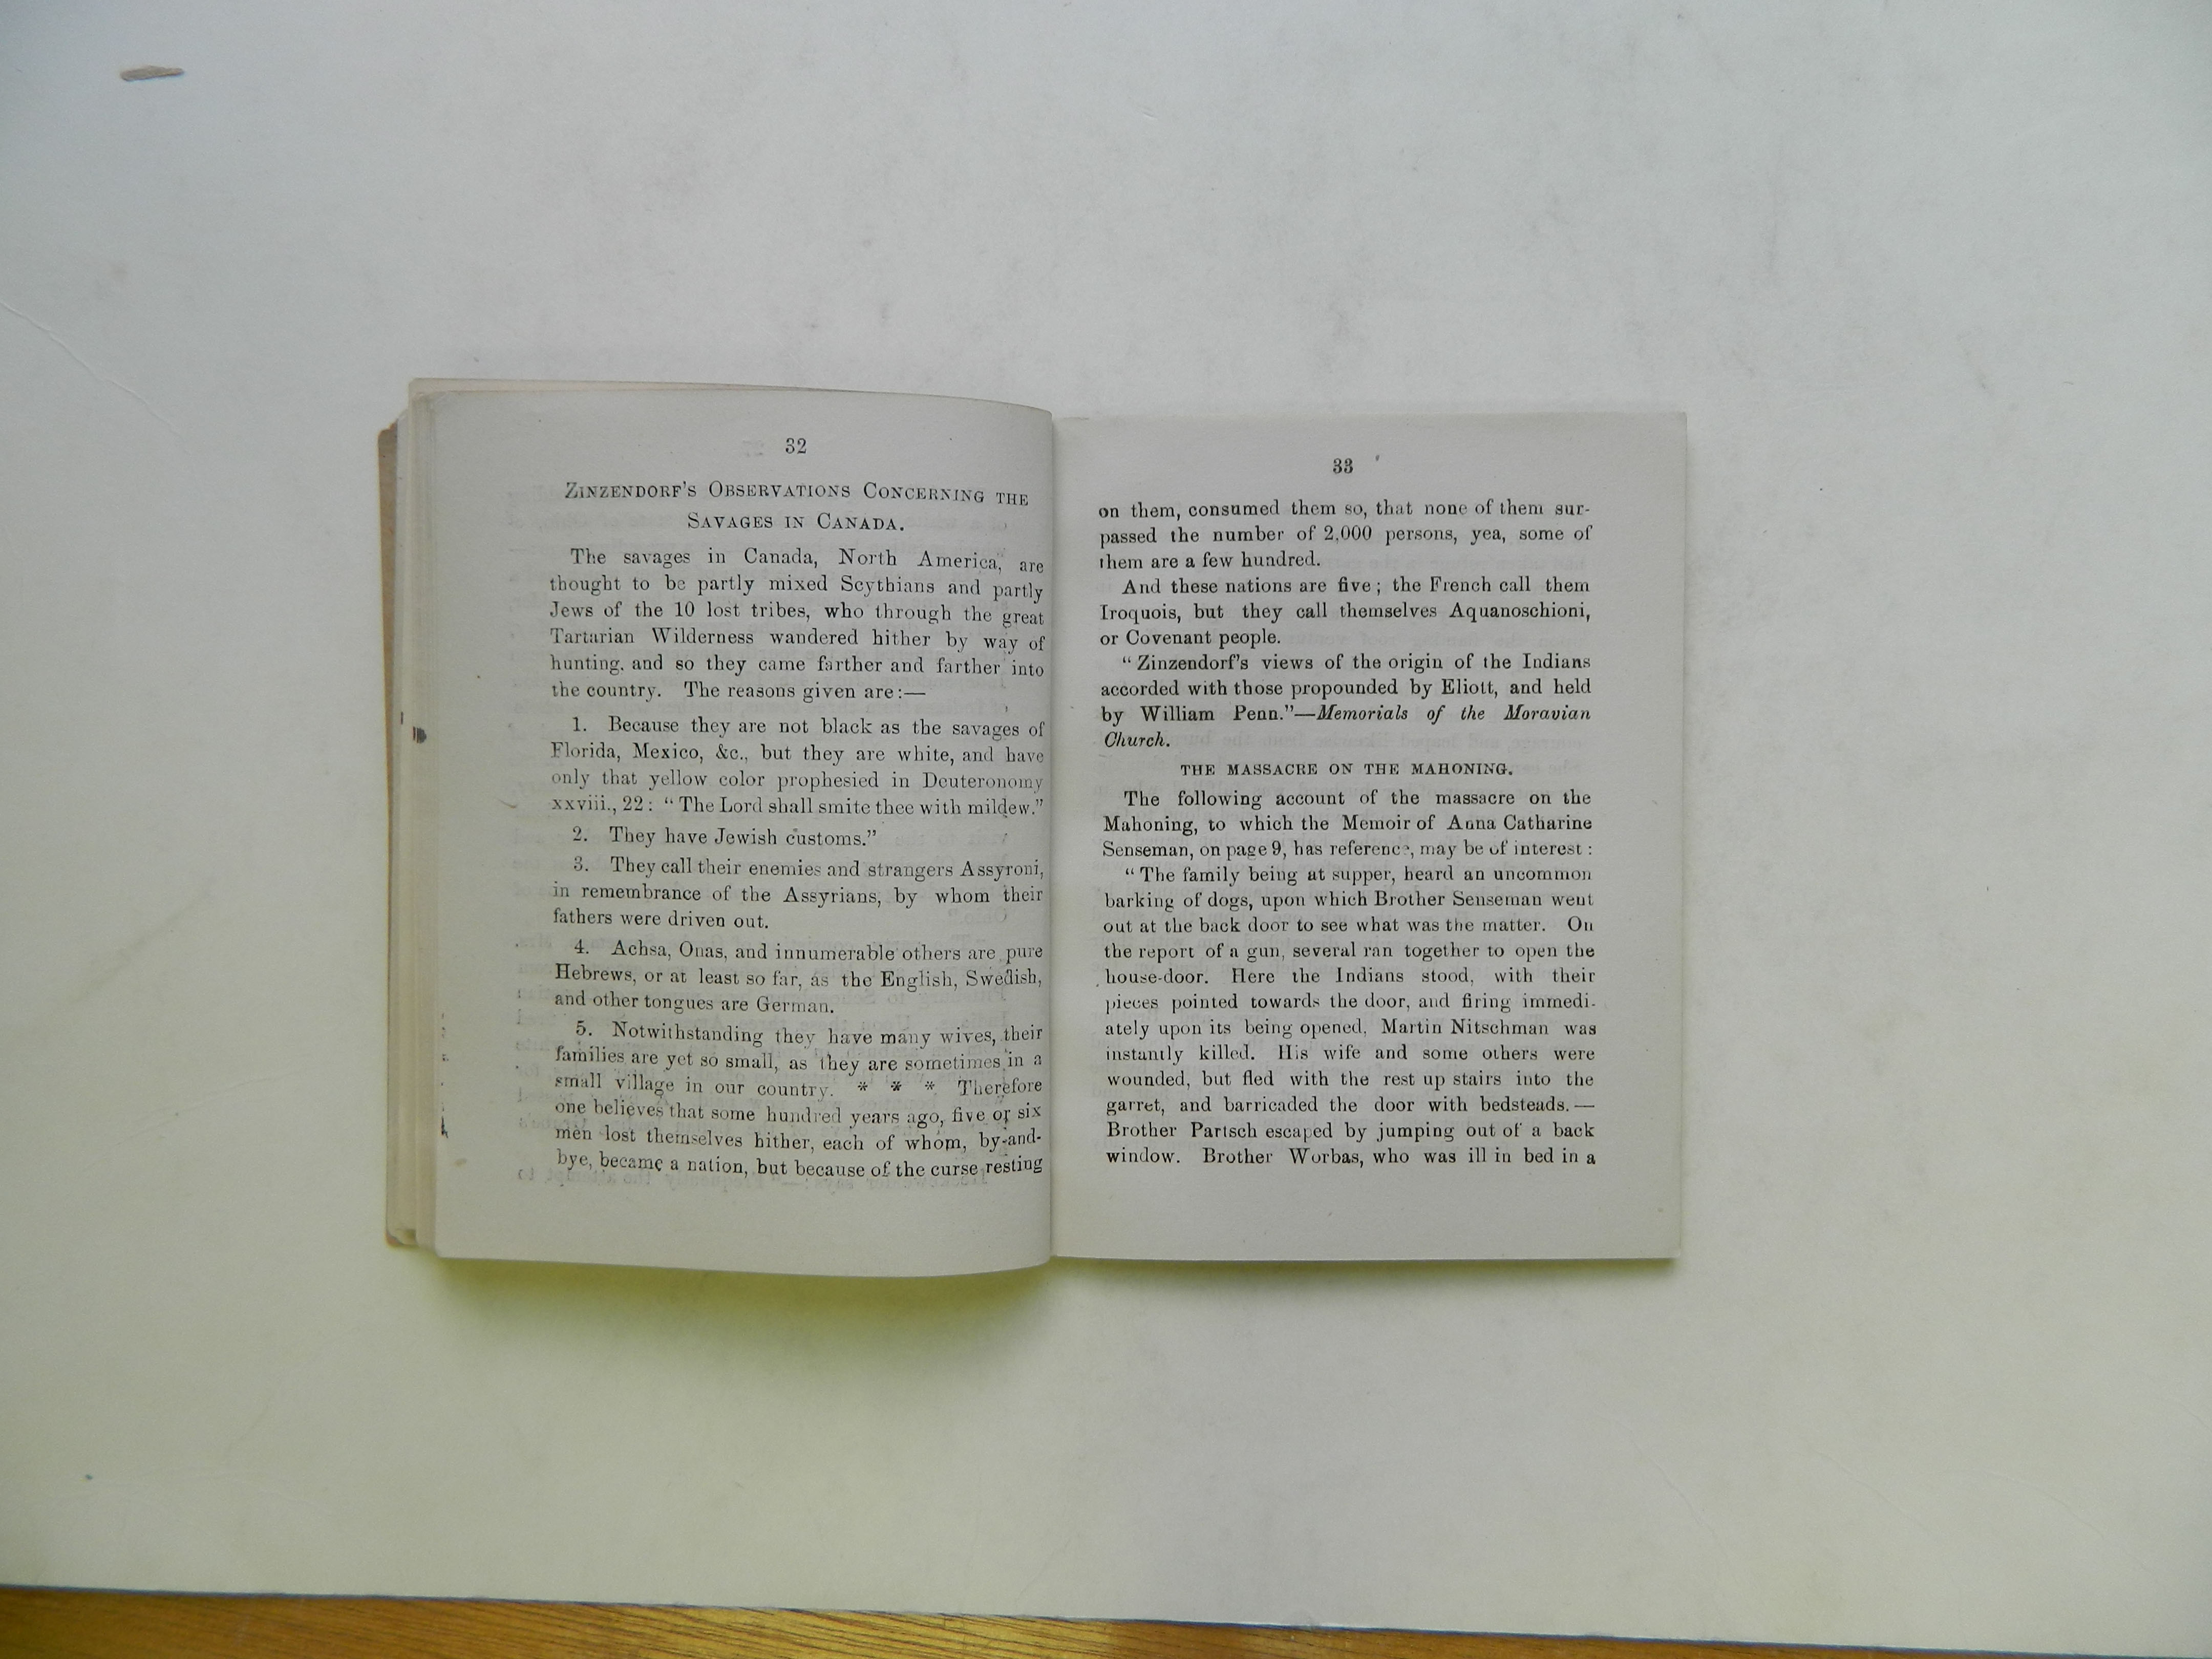 32
ZINZENDORF'S OBSERVATIONS CONCERNING THE
SAVAGES IN CANADA.
The savages in Canada, North America, are
thought to be partly mixed Scythians and partly
Jews of the 10 lost tribes, who through the great
Tartarian Wilderness wandered hither by way of
hunting, and so they came farther and farther into
the country. The reasons given are:—
1. Because they are not black as the savages of
Florida, Mexico, &c., but they are white, and have
only that yellow color prophesied in Deuteronomy
xxviii., 22: "The Lord shall smite thee with mildew."
2. They have Jewish customs."
3. They call their enemies and strangers Assyroni,
in remembrance of the Assyrians, by whom their
fathers were driven out.
4. Achsa, Onas, and innumerable others are pure
Hebrews, or at least so far, as the English, Swedish,
and other tongues are German.
5. Notwithstanding they have many wives, their
families are yet so small, as they are sometimes in a
small village in our country. * * * Therefore
one believes that some hundred years ago, five or six
men lost themselves hither, each of whom, by-and-
bye, became a nation, but because of the curse resting
33
on them, consumed them so, that none of them sur-
passed the number of 2,000 persons, yea, some of
them are a few hundred.
And these nations are five; the French call them
Iroquois, but they call themselves Aquanoschioni,
or Covenant people.
"Zinzendorf's views of the origin of the Indians
accorded with those propounded by Eliott, and held
by William Penn."—Memorials of the Moravian
Church.
THE MASSACRE ON THE MAHONING.
The following account of the massacre on the
Mahoning, to which the Memoir of Anna Catharine
Senseman, on page 9, has reference, may be of interest:
"The family being at supper, heard an uncommon
barking of dogs, upon which Brother Senseman went
out at the back door to see what was the matter. On
the report of a gun, several ran together to open the
house-door. Here the Indians stood, with their
pieces pointed towards the door, and firing immedi-
ately upon its being opened, Martin Nitschman was
instantly killed. His wife and some others were
wounded, but fled with the rest up stairs into the
garret, and barricaded the door with bedsteads.—
Brother Partsch escaped by jumping out of a back
window. Brother Worbas, who was ill in bed in a